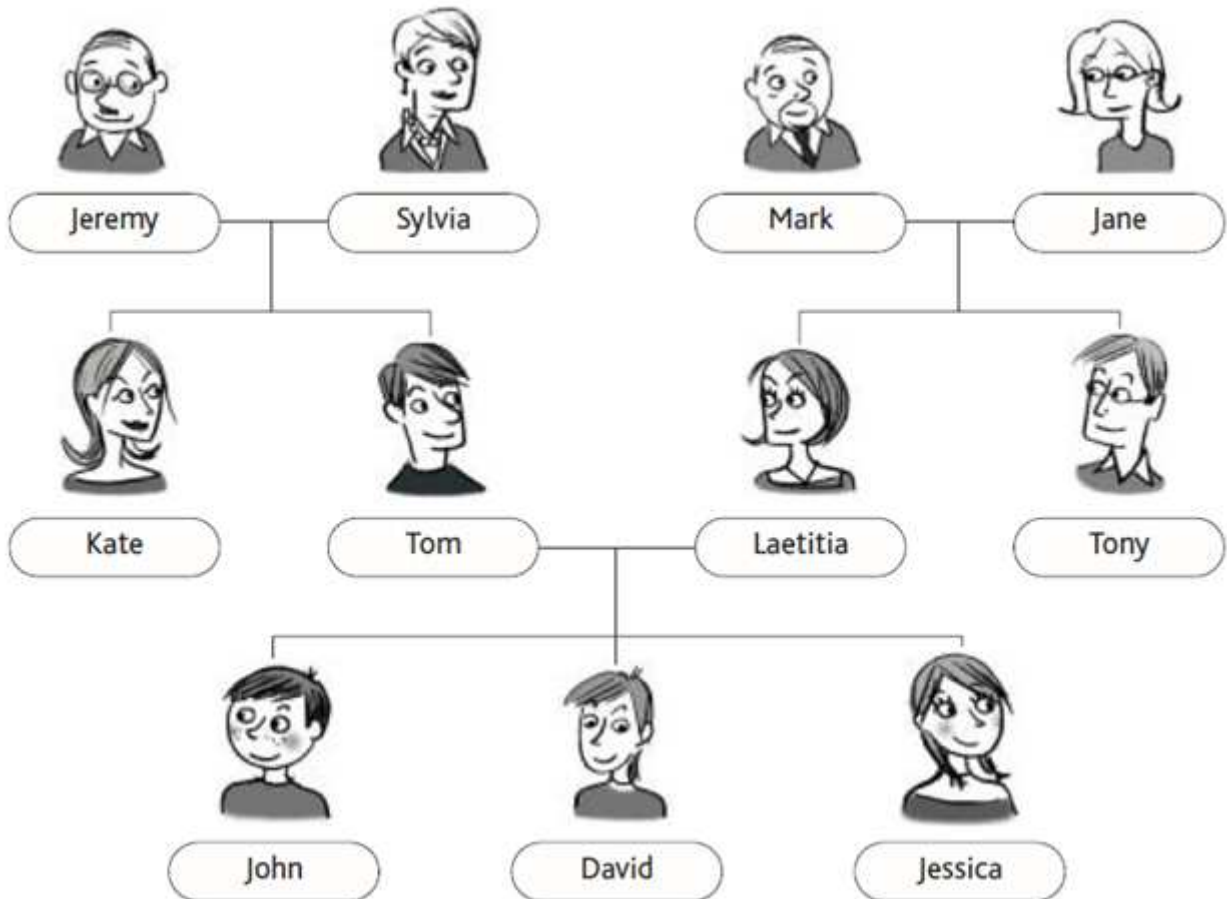 Jeremy
Sylvia
Mark
Jane
Kate
Tom
Laetitia
Tony
John
David
Jessica